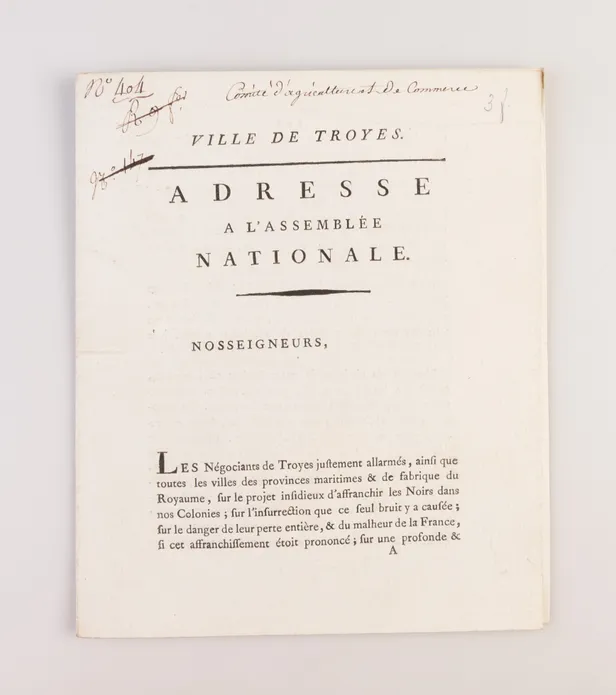 N° 404
Comité d'agriculture et de Commerce
3 f
VILLE DE TROYES.
N°. 117
ADRESSE
A L'ASSEMBLÉE
NATIONALE.
NOSSEIGNEURS,
LES Négociants de Troyes juſtement allarmés, ainſi que
toutes les villes des provinces maritimes & de fabrique du
Royaume, ſur le projet inſidieux d'affranchir les Noirs dans
nos Colonies; ſur l'inſurrection que ce ſeul bruit y a cauſée;
ſur le danger de leur perte entière, & du malheur de la France,
ſi cet affranchiſſement étoit prononcé; ſur une profonde &
A